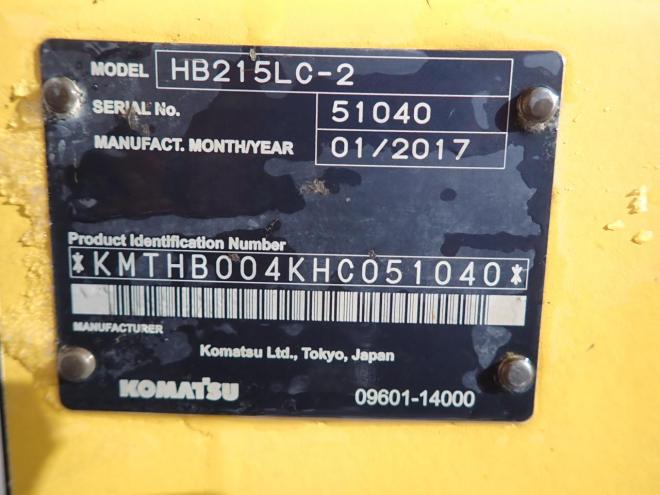 MODEL HB215LC-2
SERIAL No. 51040
MANUFACT. MONTH/YEAR 01/2017
Product Identification Number
*KMTHB004KHC051040*
MANUFACTURER
Komatsu Ltd., Tokyo, Japan
KOMATSU 09601-14000